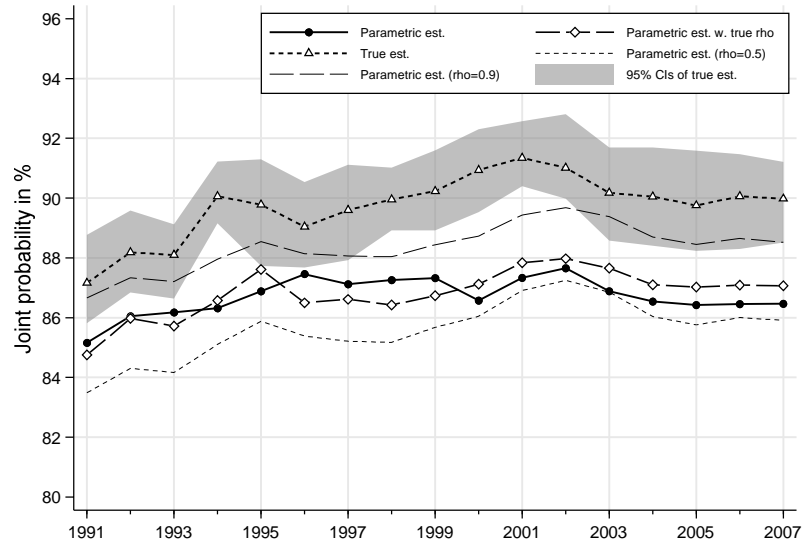 Parametric est.
Parametric est. w. true rho
True est.
Parametric est. (rho=0.5)
Parametric est. (rho=0.9)
95% CIs of true est.
Joint probability in %
96
94
92
90
88
86
84
82
80
1991 1993 1995 1997 1999 2001 2003 2005 2007